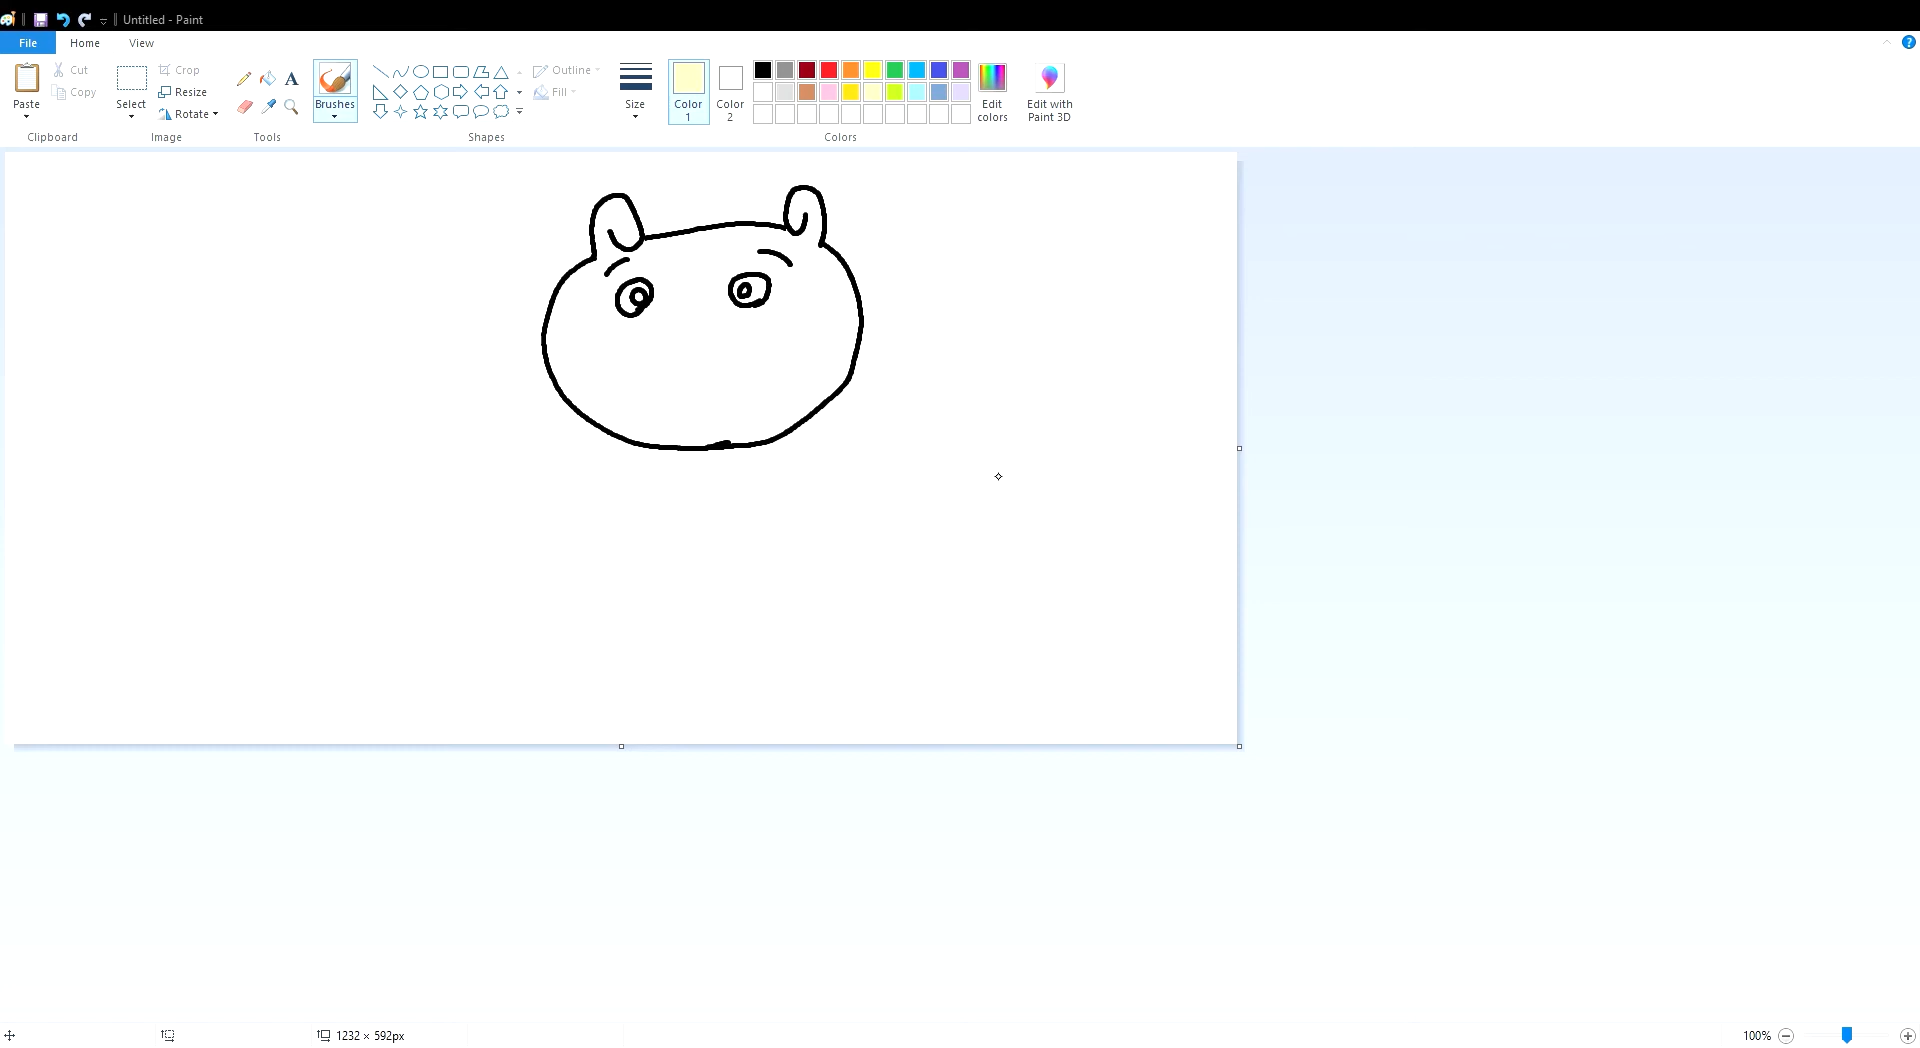 Untitled - Paint
File Home View
Paste
Cut
Copy
Clipboard
Select
Crop
Resize
Rotate
Image
A
Tools
Brushes
Outline
Fill
Shapes
Size
Color
1
Color
2
Edit
colors
Edit with
Paint 3D
Colors
?
1232 × 592px
100%